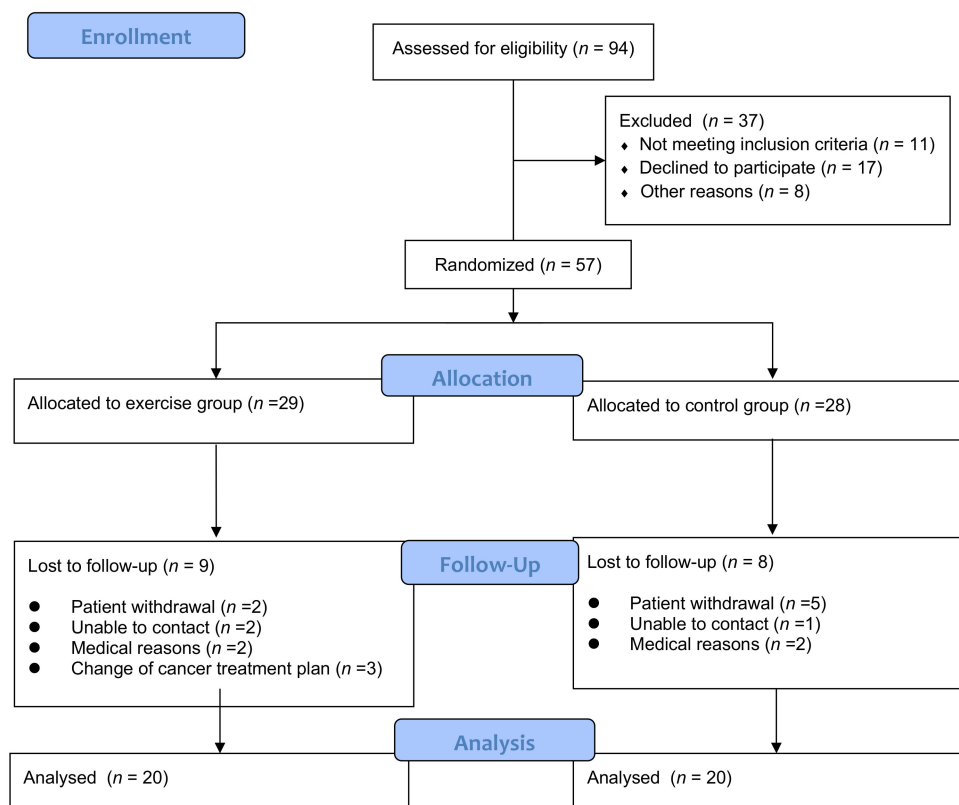 Enrollment
Assessed for eligibility (n = 94)
Excluded (n = 37)
⬧ Not meeting inclusion criteria (n = 11)
⬧ Declined to participate (n = 17)
⬧ Other reasons (n = 8)
Randomized (n = 57)
Allocation
Allocated to exercise group (n =29)
Allocated to control group (n =28)
Follow-Up
Lost to follow-up (n = 9)
● Patient withdrawal (n =2)
● Unable to contact (n =2)
● Medical reasons (n =2)
● Change of cancer treatment plan (n =3)
Lost to follow-up (n = 8)
● Patient withdrawal (n =5)
● Unable to contact (n =1)
● Medical reasons (n =2)
Analysis
Analysed (n = 20)
Analysed (n = 20)